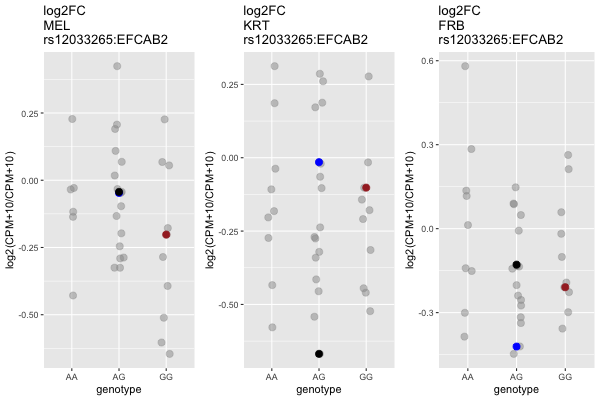 log2FC
MEL
rs12033265:EFCAB2
log2(CPM+10/CPM+10)
0.25
0.00
-0.25
-0.50
AA AG GG
genotype
log2FC
KRT
rs12033265:EFCAB2
log2(CPM+10/CPM+10)
0.25
0.00
-0.25
-0.50
AA AG GG
genotype
log2FC
FRB
rs12033265:EFCAB2
log2(CPM+10/CPM+10)
0.6
0.3
0.0
-0.3
AA AG GG
genotype